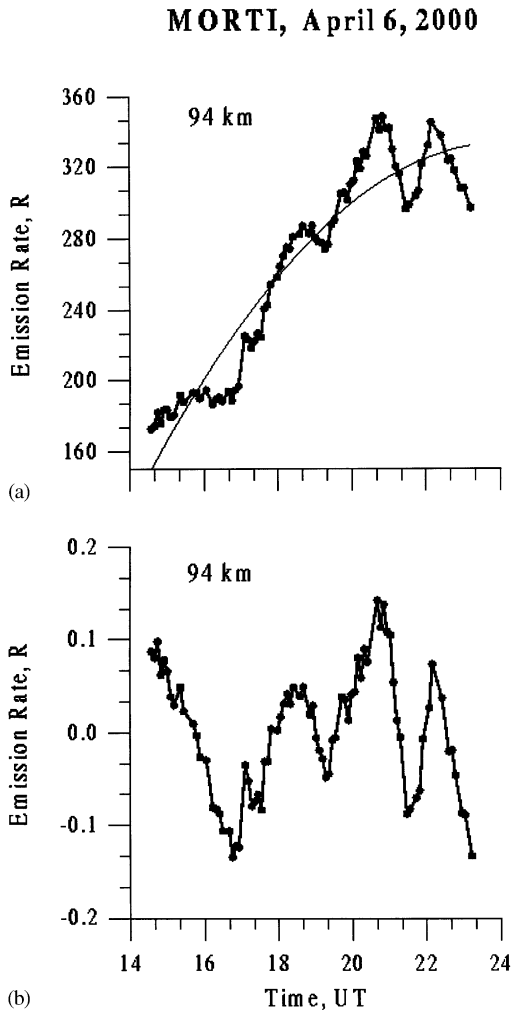 MORTI, April 6, 2000
94 km
Emission Rate, R
360
320
280
240
200
160
(a)
94 km
Emission Rate, R
0.2
0.1
0.0
-0.1
-0.2
14 16 18 20 22 24
Time, UT
(b)